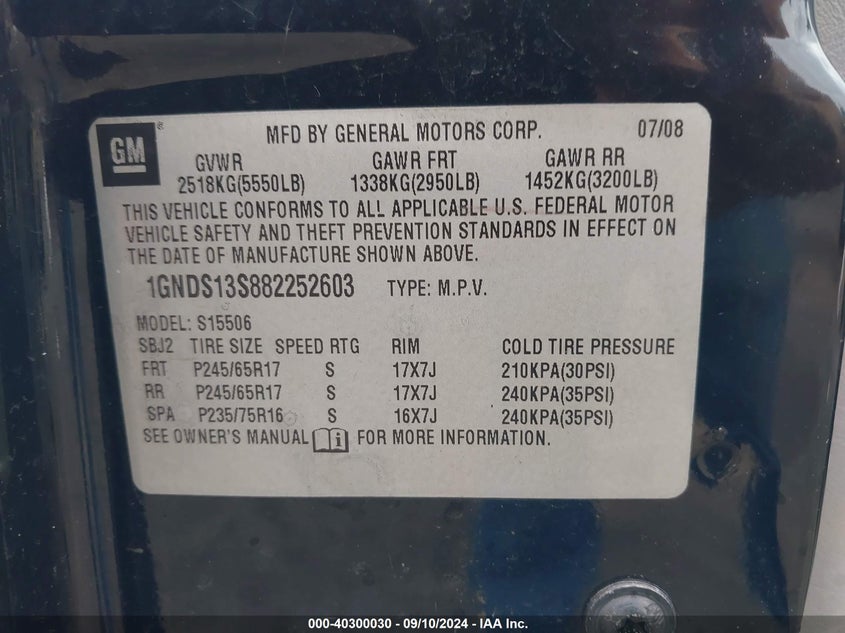 GM
MFD BY GENERAL MOTORS CORP. 07/08
GVWR GAWR FRT GAWR RR
2518KG(5550LB) 1338KG(2950LB) 1452KG(3200LB)
THIS VEHICLE CONFORMS TO ALL APPLICABLE U.S. FEDERAL MOTOR
VEHICLE SAFETY AND THEFT PREVENTION STANDARDS IN EFFECT ON
THE DATE OF MANUFACTURE SHOWN ABOVE.
1GNDS13S882252603 TYPE: M.P.V.
MODEL: S15506
SBJ2 TIRE SIZE SPEED RTG RIM COLD TIRE PRESSURE
FRT P245/65R17 S 17X7J 210KPA(30PSI)
RR P245/65R17 S 17X7J 240KPA(35PSI)
SPA P235/75R16 S 16X7J 240KPA(35PSI)
SEE OWNER'S MANUAL i FOR MORE INFORMATION.
000-40300030 - 09/10/2024 - IAA Inc.